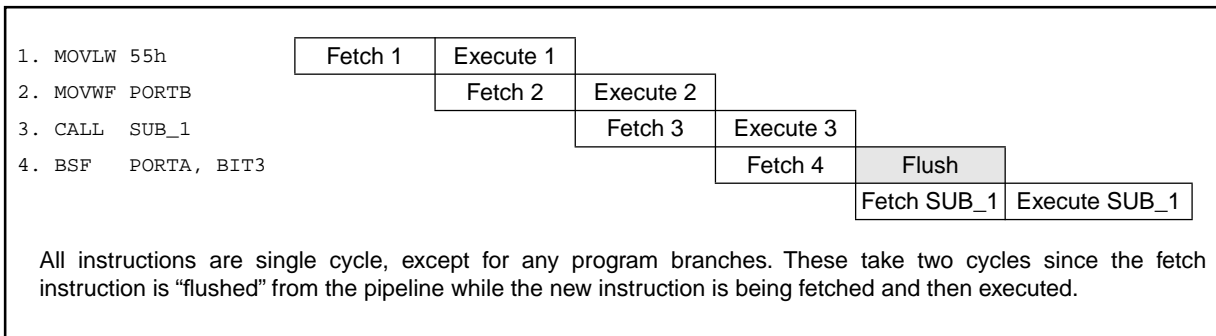 1. MOVLW 55h Fetch 1 Execute 1
2. MOVWF PORTB Fetch 2 Execute 2
3. CALL SUB_1 Fetch 3 Execute 3
4. BSF PORTA, BIT3 Fetch 4 Flush
Fetch SUB_1 Execute SUB_1
All instructions are single cycle, except for any program branches. These take two cycles since the fetch
instruction is “flushed” from the pipeline while the new instruction is being fetched and then executed.